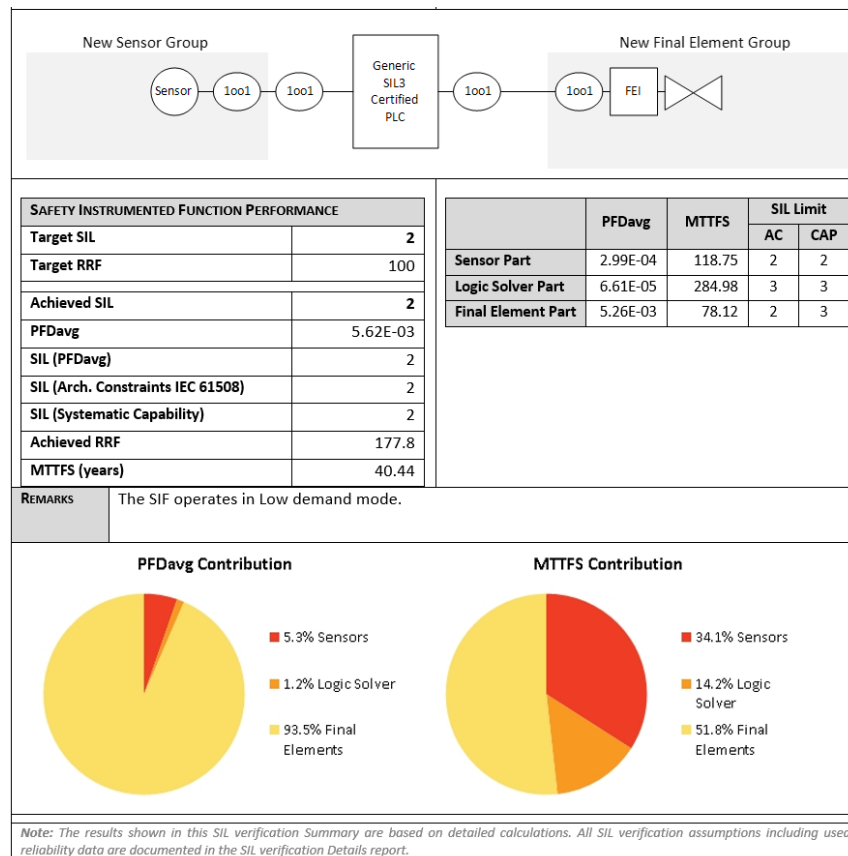 New Sensor Group
New Final Element Group
Sensor
1oo1
1oo1
Generic
SIL3
Certified
PLC
1oo1
1oo1
FEI
SAFETY INSTRUMENTED FUNCTION PERFORMANCE
Target SIL 2
Target RRF 100
Achieved SIL 2
PFDavg 5.62E-03
SIL (PFDavg) 2
SIL (Arch. Constraints IEC 61508) 2
SIL (Systematic Capability) 2
Achieved RRF 177.8
MTTFS (years) 40.44
PFDavg MTTFS SIL Limit
AC CAP
Sensor Part 2.99E-04 118.75 2 2
Logic Solver Part 6.61E-05 284.98 3 3
Final Element Part 5.26E-03 78.12 2 3
REMARKS The SIF operates in Low demand mode.
PFDavg Contribution
5.3% Sensors
1.2% Logic Solver
93.5% Final
Elements
MTTFS Contribution
34.1% Sensors
14.2% Logic
Solver
51.8% Final
Elements
Note: The results shown in this SIL verification Summary are based on detailed calculations. All SIL verification assumptions including used
reliability data are documented in the SIL verification Details report.